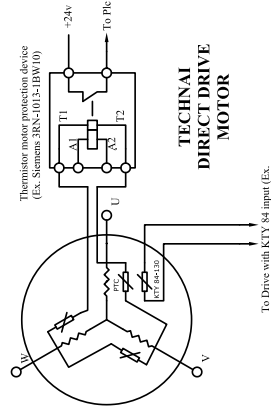 +24v
To Plc
Thermistor motor protection device
(Ex. Siemens 3RN-1013-1BW10)
T1
T2
A1
A2
TECHNAI
DIRECT DRIVE
MOTOR
U
W
V
PTC
KTY 84-130
To Drive with KTY 84 input (Ex.